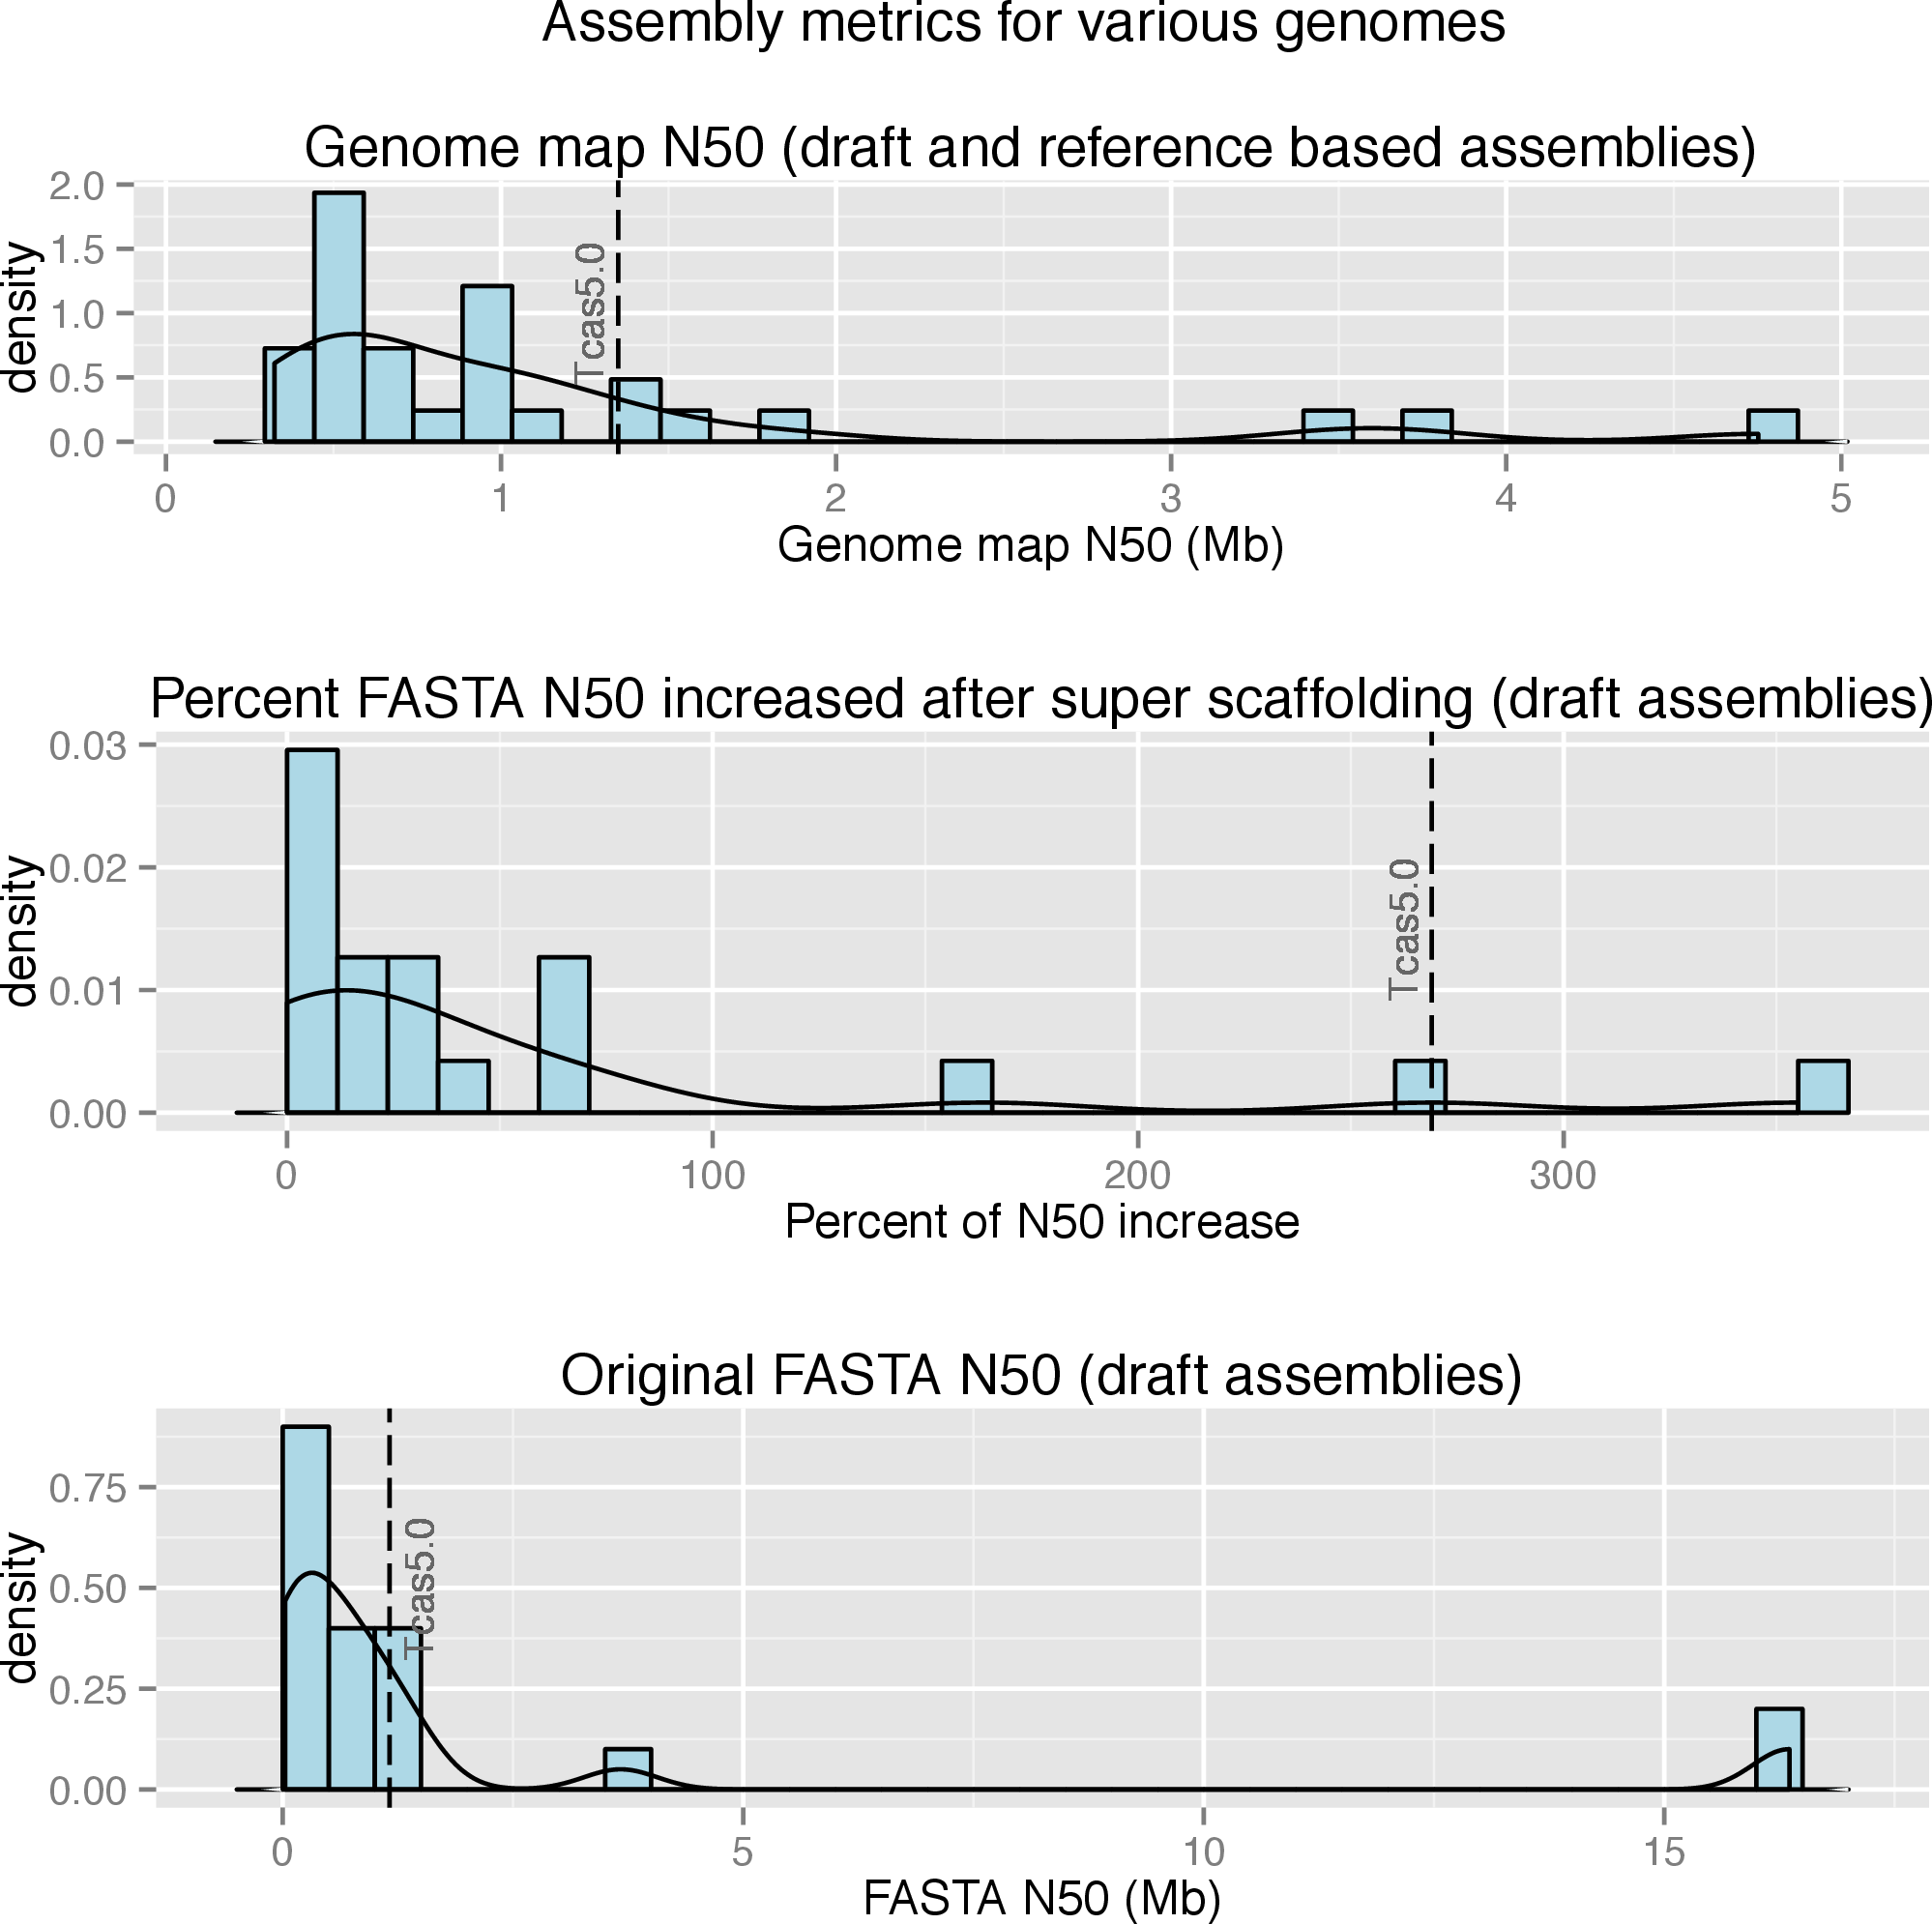 Assembly metrics for various genomes
Genome map N50 (draft and reference based assemblies)
density
2.0
1.5
1.0
0.5
0.0
Tcas5.0
0 1 2 3 4 5
Genome map N50 (Mb)
Percent FASTA N50 increased after super scaffolding (draft assemblies)
density
0.03
0.02
0.01
0.00
Tcas5.0
0 100 200 300
Percent of N50 increase
Original FASTA N50 (draft assemblies)
density
0.75
0.50
0.25
0.00
Tcas5.0
0 5 10 15
FASTA N50 (Mb)